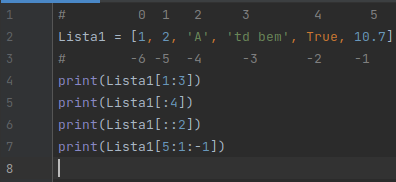 1 #         0  1   2     3        4      5
2 Lista1 = [1, 2, 'A', 'td bem', True, 10.7]
3 #        -6 -5  -4     -3      -2    -1
4 print(Lista1[1:3])
5 print(Lista1[:4])
6 print(Lista1[::2])
7 print(Lista1[5:1:-1])
8